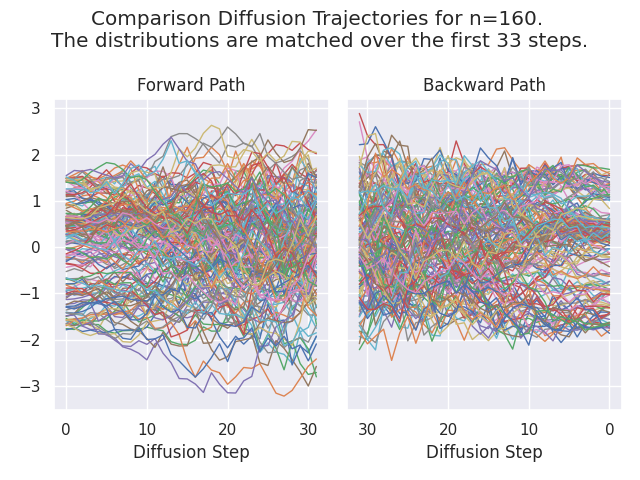 Comparison Diffusion Trajectories for n=160.
The distributions are matched over the first 33 steps.
Forward Path
Backward Path
3
2
1
0
−1
−2
−3
0 10 20 30
30 20 10 0
Diffusion Step
Diffusion Step